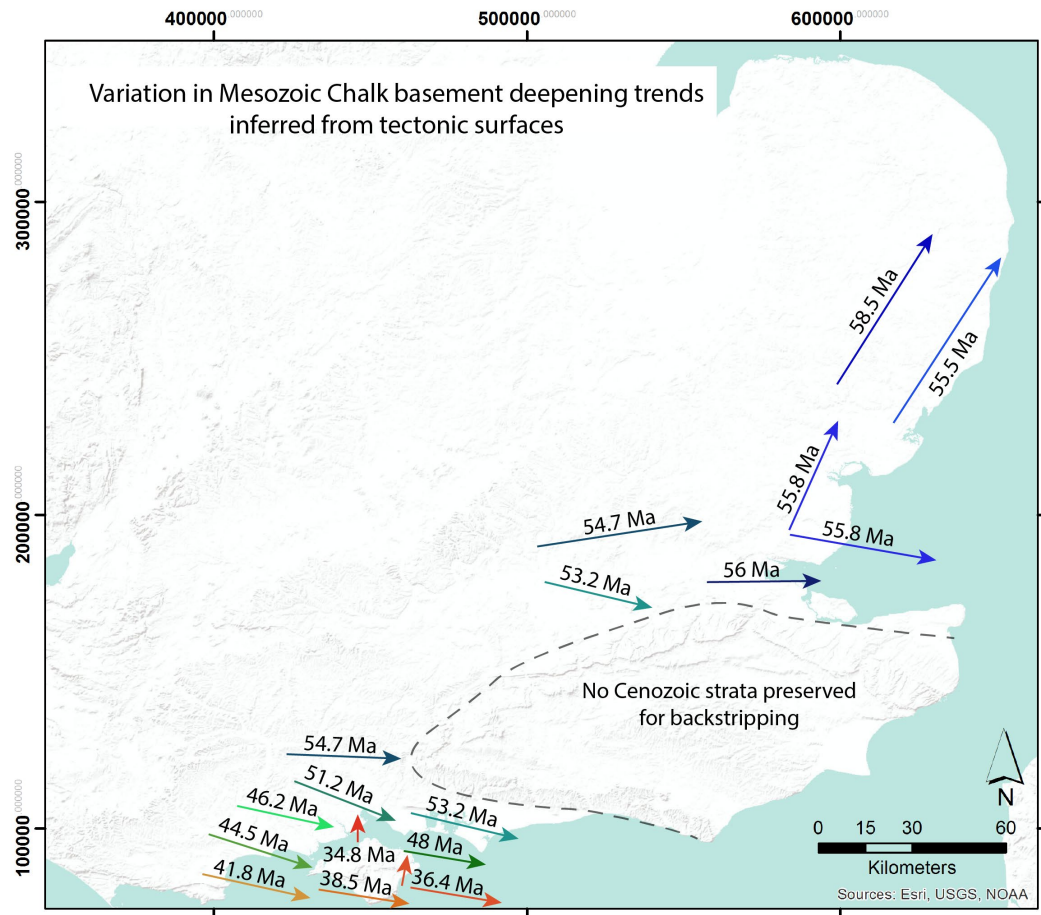 400000.000000 500000.000000 600000.000000
Variation in Mesozoic Chalk basement deepening trends
inferred from tectonic surfaces
300000.000000
200000.000000
100000.000000
58.5 Ma
55.5 Ma
55.8 Ma
54.7 Ma
55.8 Ma
53.2 Ma
56 Ma
No Cenozoic strata preserved
for backstripping
54.7 Ma
51.2 Ma
46.2 Ma
53.2 Ma
44.5 Ma
48 Ma
34.8 Ma
41.8 Ma
38.5 Ma
36.4 Ma
N
0 15 30 60
Kilometers
Sources: Esri, USGS, NOAA